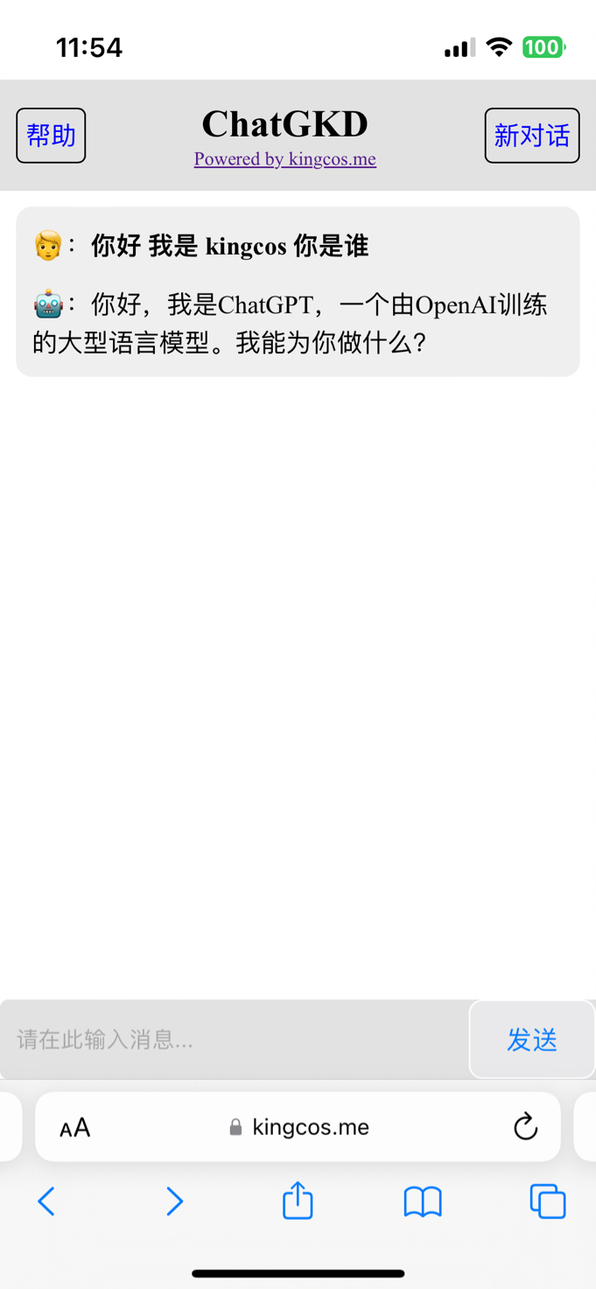 11:54
100
帮助
ChatGKD
新对话
Powered by kingcos.me
：你好 我是 kingcos 你是谁
：你好，我是ChatGPT，一个由OpenAI训练
的大型语言模型。我能为你做什么？
请在此输入消息...
发送
AA
kingcos.me